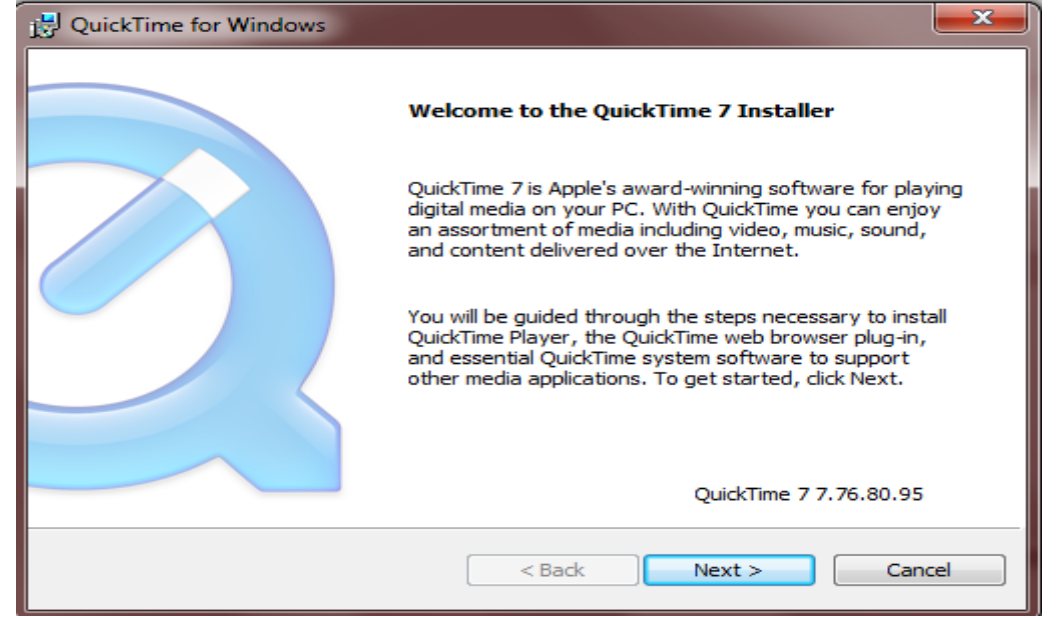 QuickTime for Windows
Welcome to the QuickTime 7 Installer
QuickTime 7 is Apple's award-winning software for playing
digital media on your PC. With QuickTime you can enjoy
an assortment of media including video, music, sound,
and content delivered over the Internet.
You will be guided through the steps necessary to install
QuickTime Player, the QuickTime web browser plug-in,
and essential QuickTime system software to support
other media applications. To get started, click Next.
QuickTime 7 7.76.80.95
< Back Next > Cancel